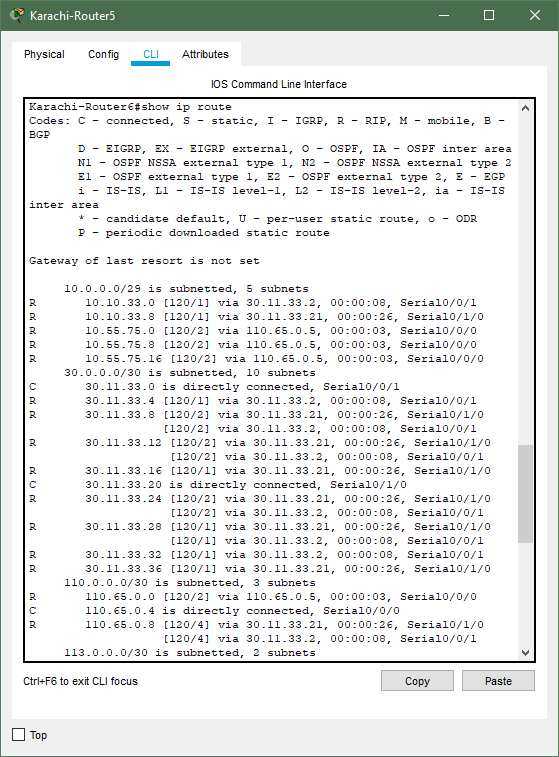 Karachi-Router5
Physical Config CLI Attributes
IOS Command Line Interface
Karachi-Router6#show ip route
Codes: C - connected, S - static, I - IGRP, R - RIP, M - mobile, B -
BGP
       D - EIGRP, EX - EIGRP external, O - OSPF, IA - OSPF inter area
       N1 - OSPF NSSA external type 1, N2 - OSPF NSSA external type 2
       E1 - OSPF external type 1, E2 - OSPF external type 2, E - EGP
       i - IS-IS, L1 - IS-IS level-1, L2 - IS-IS level-2, ia - IS-IS
inter area
       * - candidate default, U - per-user static route, o - ODR
       P - periodic downloaded static route
Gateway of last resort is not set
     10.0.0.0/29 is subnetted, 5 subnets
R       10.10.33.0 [120/1] via 30.11.33.2, 00:00:08, Serial0/0/1
R       10.10.33.8 [120/1] via 30.11.33.21, 00:00:26, Serial0/1/0
R       10.55.75.0 [120/2] via 110.65.0.5, 00:00:03, Serial0/0/0
R       10.55.75.8 [120/2] via 110.65.0.5, 00:00:03, Serial0/0/0
R       10.55.75.16 [120/2] via 110.65.0.5, 00:00:03, Serial0/0/0
     30.0.0.0/30 is subnetted, 10 subnets
C       30.11.33.0 is directly connected, Serial0/0/1
R       30.11.33.4 [120/1] via 30.11.33.2, 00:00:08, Serial0/0/1
R       30.11.33.8 [120/2] via 30.11.33.21, 00:00:26, Serial0/1/0
                   [120/2] via 30.11.33.2, 00:00:08, Serial0/0/1
R       30.11.33.12 [120/2] via 30.11.33.21, 00:00:26, Serial0/1/0
                    [120/2] via 30.11.33.2, 00:00:08, Serial0/0/1
R       30.11.33.16 [120/1] via 30.11.33.21, 00:00:26, Serial0/1/0
C       30.11.33.20 is directly connected, Serial0/1/0
R       30.11.33.24 [120/2] via 30.11.33.21, 00:00:26, Serial0/1/0
                    [120/2] via 30.11.33.2, 00:00:08, Serial0/0/1
R       30.11.33.28 [120/1] via 30.11.33.21, 00:00:26, Serial0/1/0
                    [120/1] via 30.11.33.2, 00:00:08, Serial0/0/1
R       30.11.33.32 [120/1] via 30.11.33.2, 00:00:08, Serial0/0/1
R       30.11.33.36 [120/1] via 30.11.33.21, 00:00:26, Serial0/1/0
     110.0.0.0/30 is subnetted, 3 subnets
R       110.65.0.0 [120/2] via 110.65.0.5, 00:00:03, Serial0/0/0
C       110.65.0.4 is directly connected, Serial0/0/0
R       110.65.0.8 [120/4] via 30.11.33.21, 00:00:26, Serial0/1/0
                   [120/4] via 30.11.33.2, 00:00:08, Serial0/0/1
     113.0.0.0/30 is subnetted, 2 subnets
Ctrl+F6 to exit CLI focus Copy Paste
Top